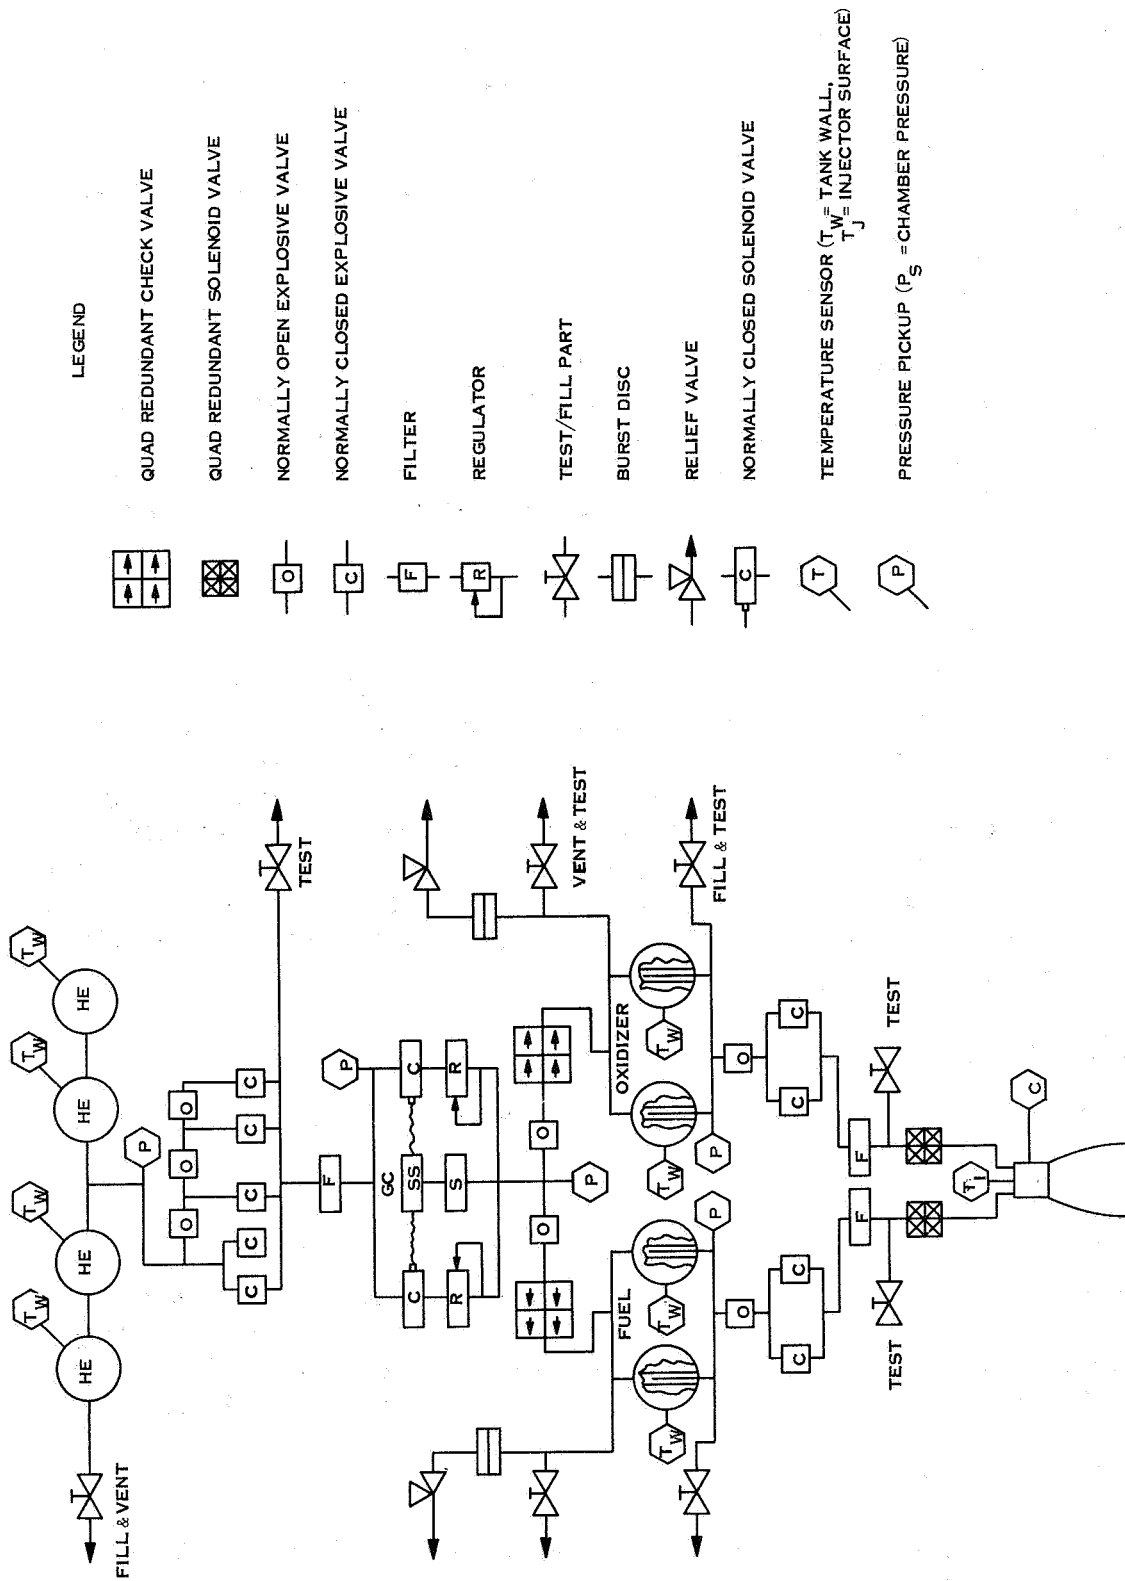 LEGEND
QUAD REDUNDANT CHECK VALVE
QUAD REDUNDANT SOLENOID VALVE
O
NORMALLY OPEN EXPLOSIVE VALVE
C
NORMALLY CLOSED EXPLOSIVE VALVE
F
FILTER
R
REGULATOR
TEST/FILL PART
BURST DISC
RELIEF VALVE
C
NORMALLY CLOSED SOLENOID VALVE
T
TEMPERATURE SENSOR (TW= TANK WALL,
TJ= INJECTOR SURFACE)
P
PRESSURE PICKUP (PS =CHAMBER PRESSURE)
TW
TW
TW
TW
HE
HE
HE
HE
FILL & VENT
P
O
O
O
C
C
C
C
C
TEST
F
P
GC
C
SS
C
R
S
R
O
O
P
VENT & TEST
FUEL
OXIDIZER
TW
TW
TW
TW
P
P
FILL & TEST
O
O
C
C
C
C
F
F
TEST
TEST
TI
C